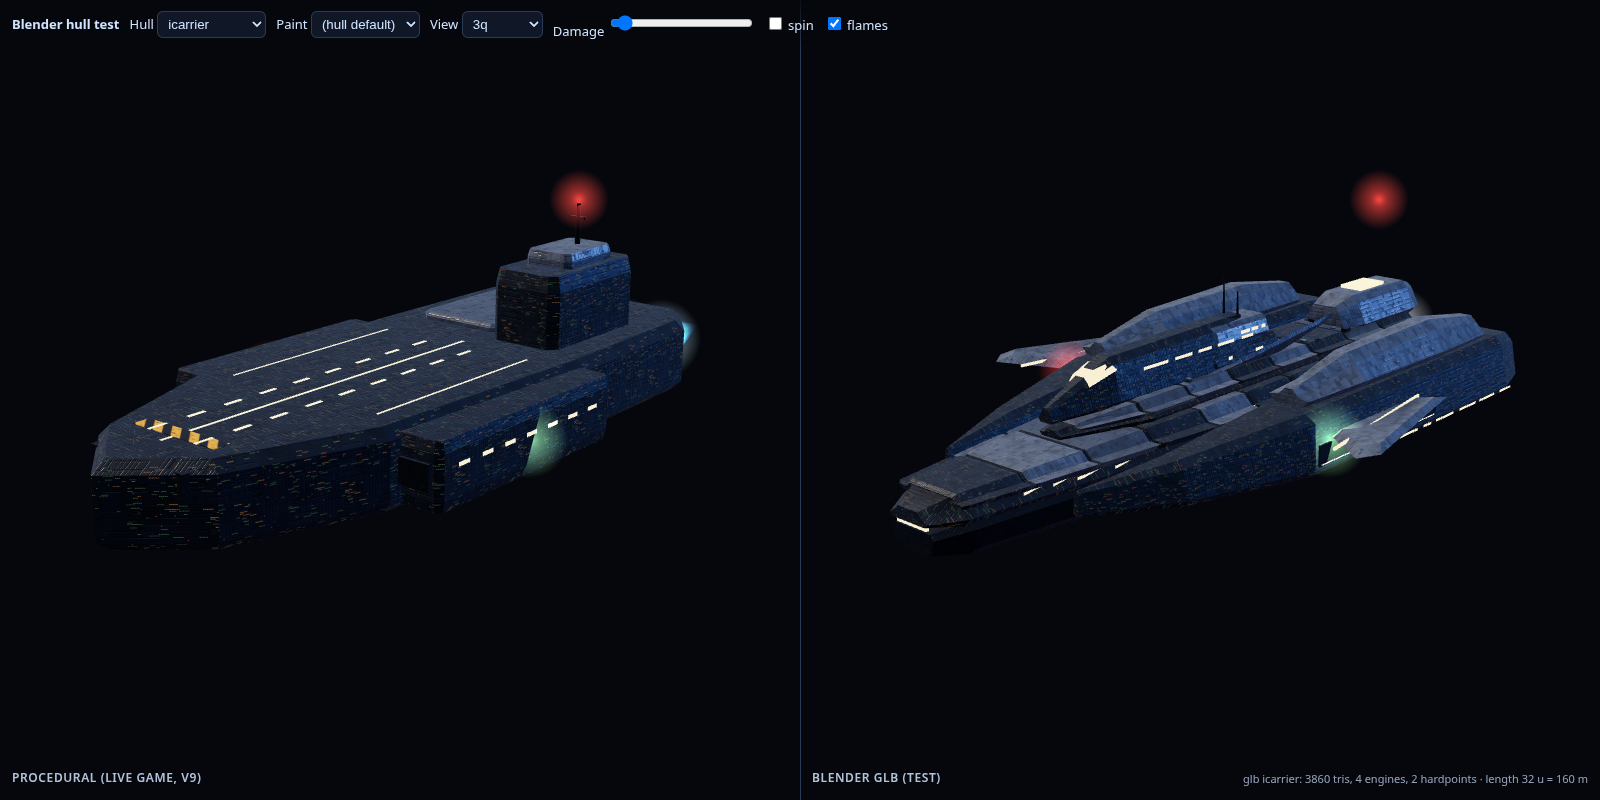 Blender hull test Hull icarrier Paint (hull default) View 3q Damage spin flames
PROCEDURAL (LIVE GAME, V9)
BLENDER GLB (TEST)
glb icarrier: 3860 tris, 4 engines, 2 hardpoints · length 32 u = 160 m